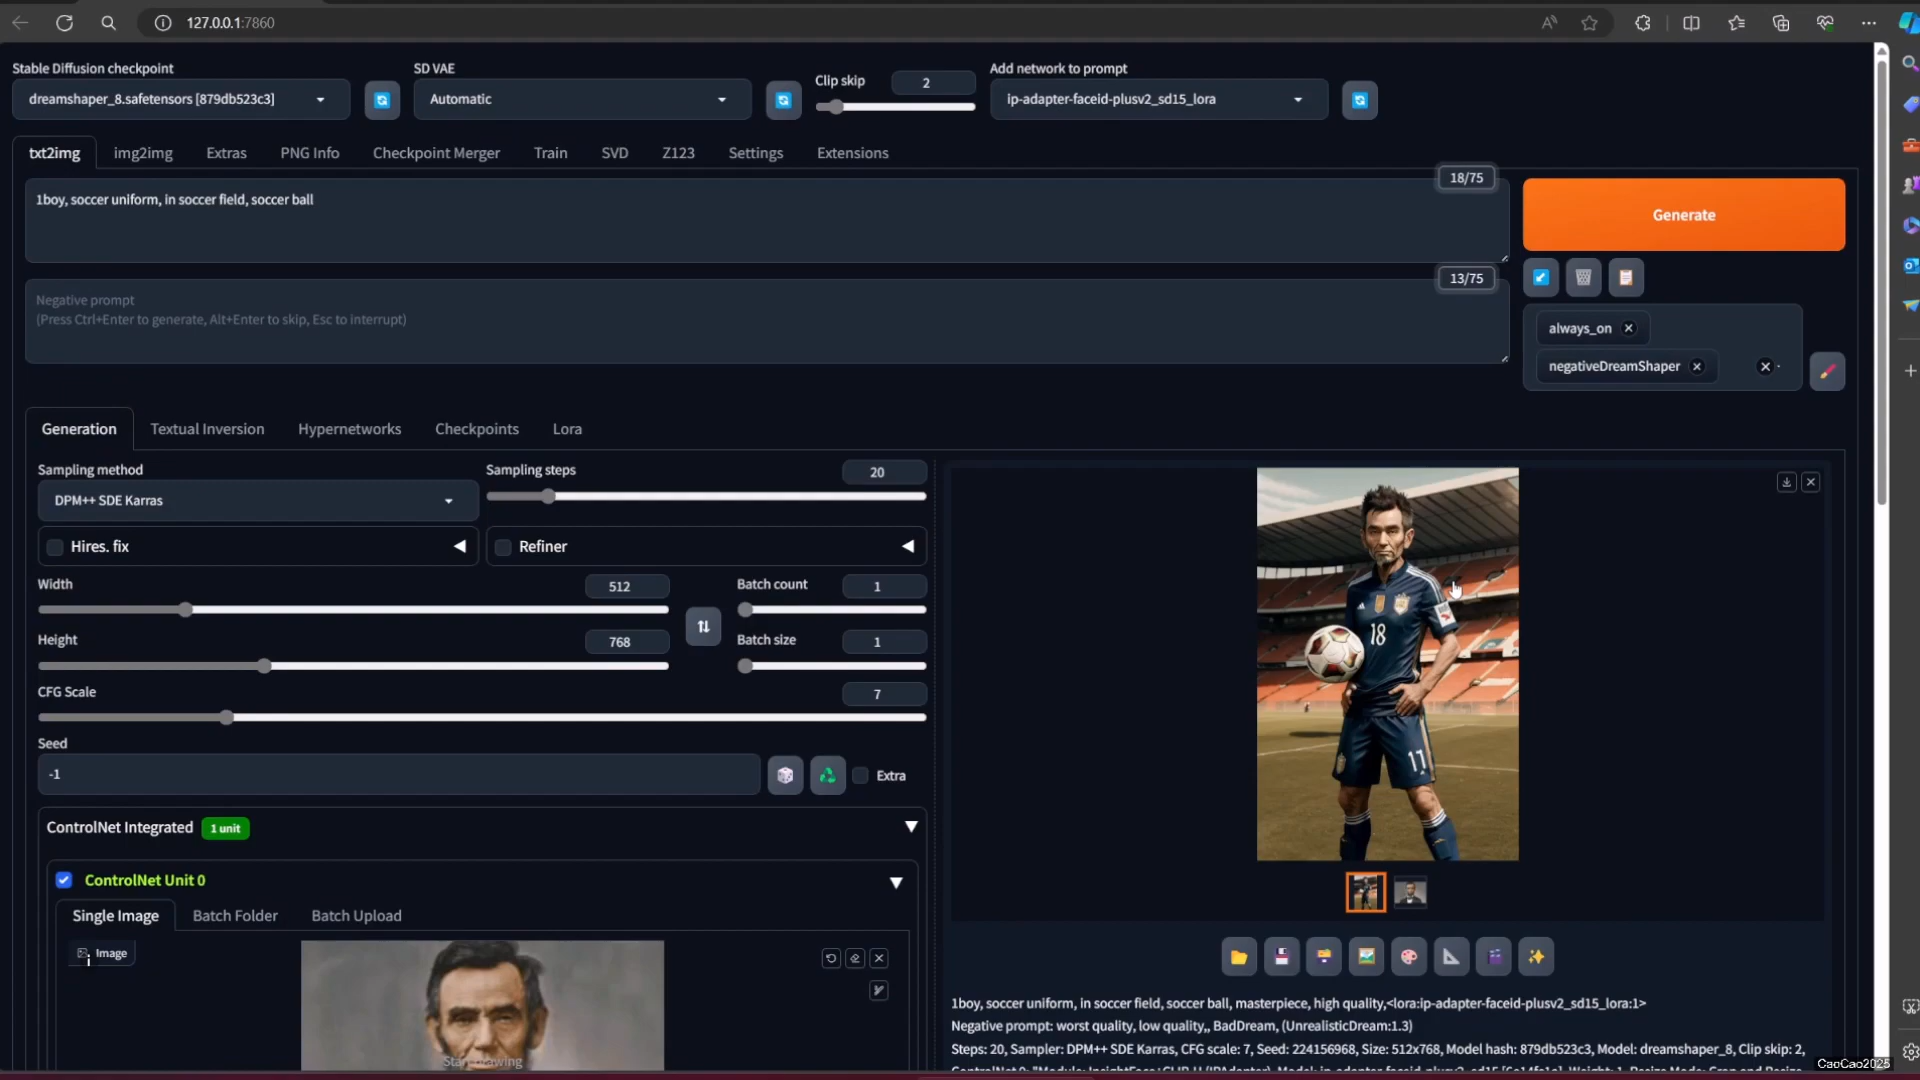 127.0.0.1:7860
Stable Diffusion checkpoint
dreamshaper_8.safetensors [879db523c3]
SD VAE
Automatic
Clip skip
2
Add network to prompt
ip-adapter-faceid-plusv2_sd15_lora
txt2img
img2img
Extras
PNG Info
Checkpoint Merger
Train
SVD
Z123
Settings
Extensions
18/75
1boy, soccer uniform, in soccer field, soccer ball
Generate
13/75
Negative prompt
(Press Ctrl+Enter to generate, Alt+Enter to skip, Esc to interrupt)
always_on
negativeDreamShaper
Generation
Textual Inversion
Hypernetworks
Checkpoints
Lora
Sampling method
DPM++ SDE Karras
Sampling steps
20
Hires. fix
Refiner
Width
512
Batch count
1
Height
768
Batch size
1
CFG Scale
7
Seed
-1
Extra
18
11
ControlNet Integrated
1 unit
ControlNet Unit 0
Single Image
Batch Folder
Batch Upload
Image
Start drawing
1boy, soccer uniform, in soccer field, soccer ball, masterpiece, high quality,<lora:ip-adapter-faceid-plusv2_sd15_lora:1>
Negative prompt: worst quality, low quality,, BadDream, (UnrealisticDream:1.3)
Steps: 20, Sampler: DPM++ SDE Karras, CFG scale: 7, Seed: 224156968, Size: 512x768, Model hash: 879db523c3, Model: dreamshaper_8, Clip skip: 2,
CaoCao2025